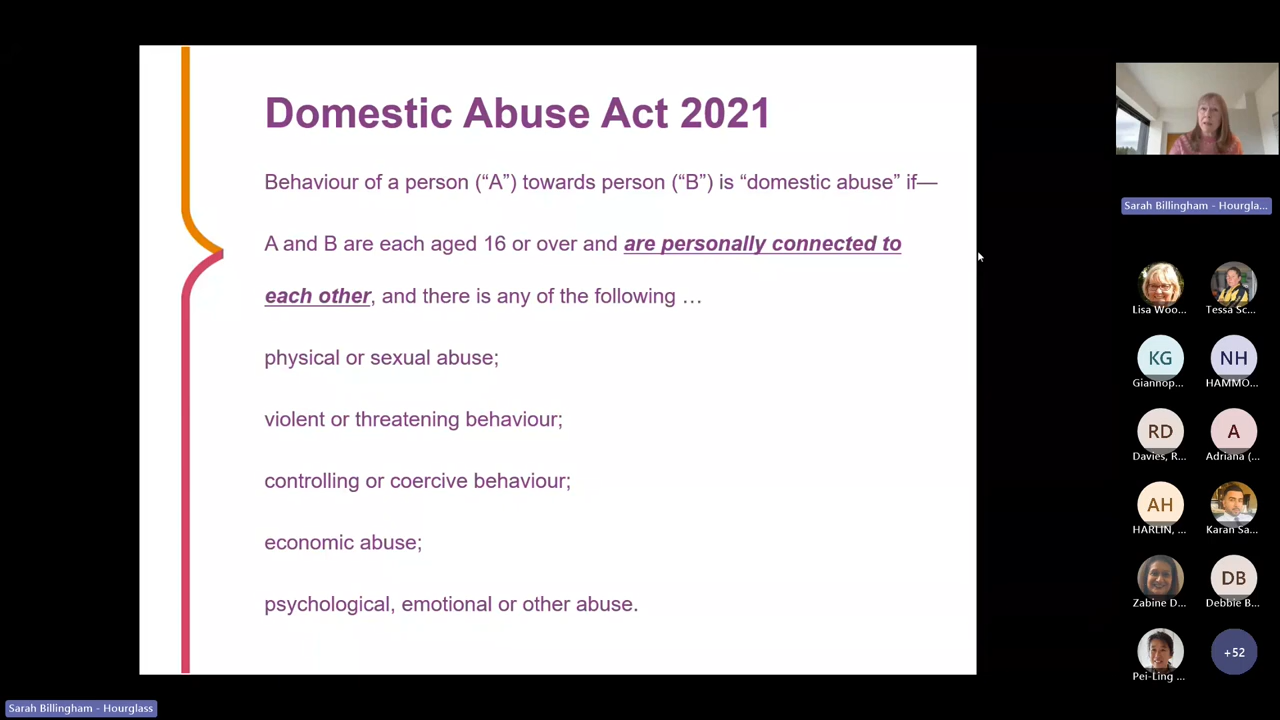 Domestic Abuse Act 2021
Behaviour of a person (“A”) towards person (“B”) is “domestic abuse” if—
A and B are each aged 16 or over and are personally connected to
each other, and there is any of the following …
physical or sexual abuse;
violent or threatening behaviour;
controlling or coercive behaviour;
economic abuse;
psychological, emotional or other abuse.
Sarah Billingham - Hourgla...
Lisa Woo...
Tessa Sc...
KG
NH
Giannop...
HAMMO...
RD
A
Davies, R...
Adriana (...
AH
HARLIN, ...
Karan Sa...
DB
Zabine D...
Debbie B...
+52
Pei-Ling ...
Sarah Billingham - Hourglass